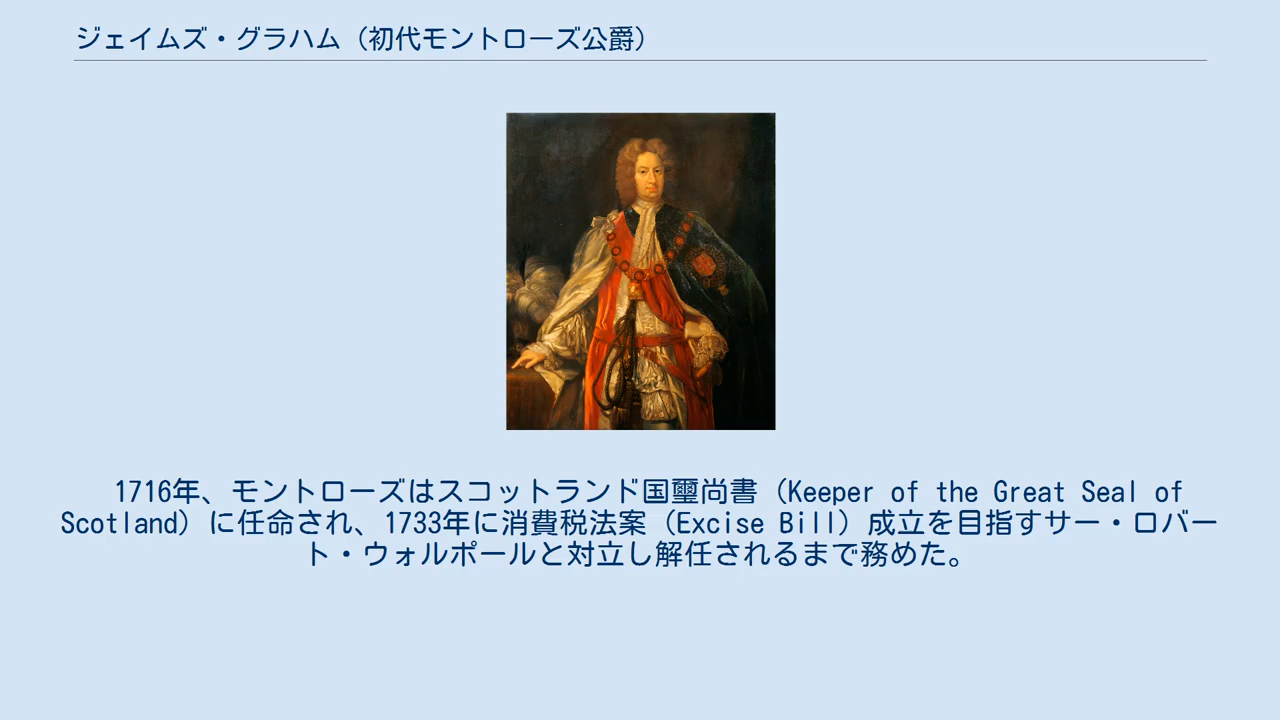 ジェイムズ・グラハム（初代モントローズ公爵）
1716年、モントローズはスコットランド国璽尚書（Keeper of the Great Seal of
Scotland）に任命され、1733年に消費税法案（Excise Bill）成立を目指すサー・ロバー
ト・ウォルポールと対立し解任されるまで務めた。